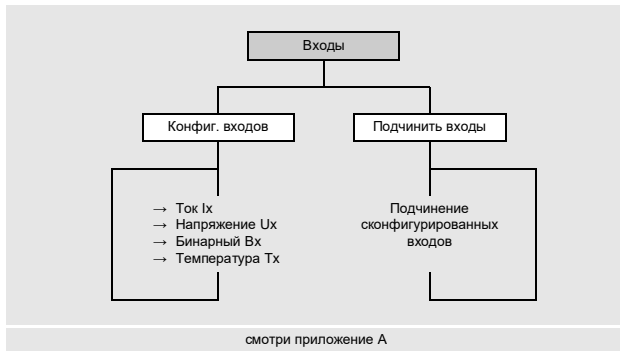 Входы
Конфиг. входов
Подчинить входы
→ Ток Ix
→ Напряжение Ux
→ Бинарный Bx
→ Температура Tx
Подчинение
сконфигурированных
входов
смотри приложение А